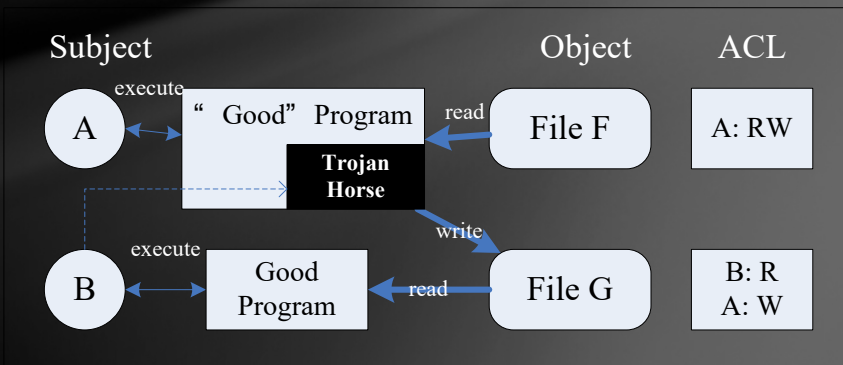 Subject
Object
ACL
execute
A
“ Good” Program
Trojan
Horse
read
File F
A: RW
write
execute
B
Good
Program
read
File G
B: R
A: W